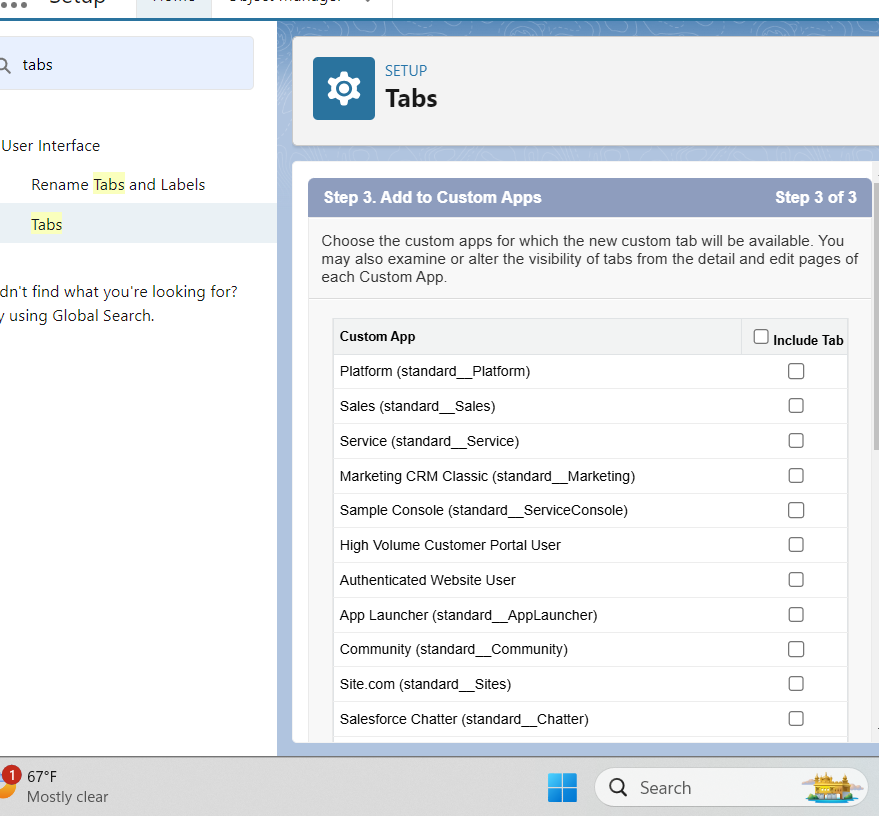 Setup Home Object Manager
tabs
User Interface
Rename Tabs and Labels
Tabs
dn't find what you're looking for?
y using Global Search.
SETUP
Tabs
Step 3. Add to Custom Apps Step 3 of 3
Choose the custom apps for which the new custom tab will be available. You
may also examine or alter the visibility of tabs from the detail and edit pages of
each Custom App.
Custom App Include Tab
Platform (standard__Platform)
Sales (standard__Sales)
Service (standard__Service)
Marketing CRM Classic (standard__Marketing)
Sample Console (standard__ServiceConsole)
High Volume Customer Portal User
Authenticated Website User
App Launcher (standard__AppLauncher)
Community (standard__Community)
Site.com (standard__Sites)
Salesforce Chatter (standard__Chatter)
1
67°F
Mostly clear
Search